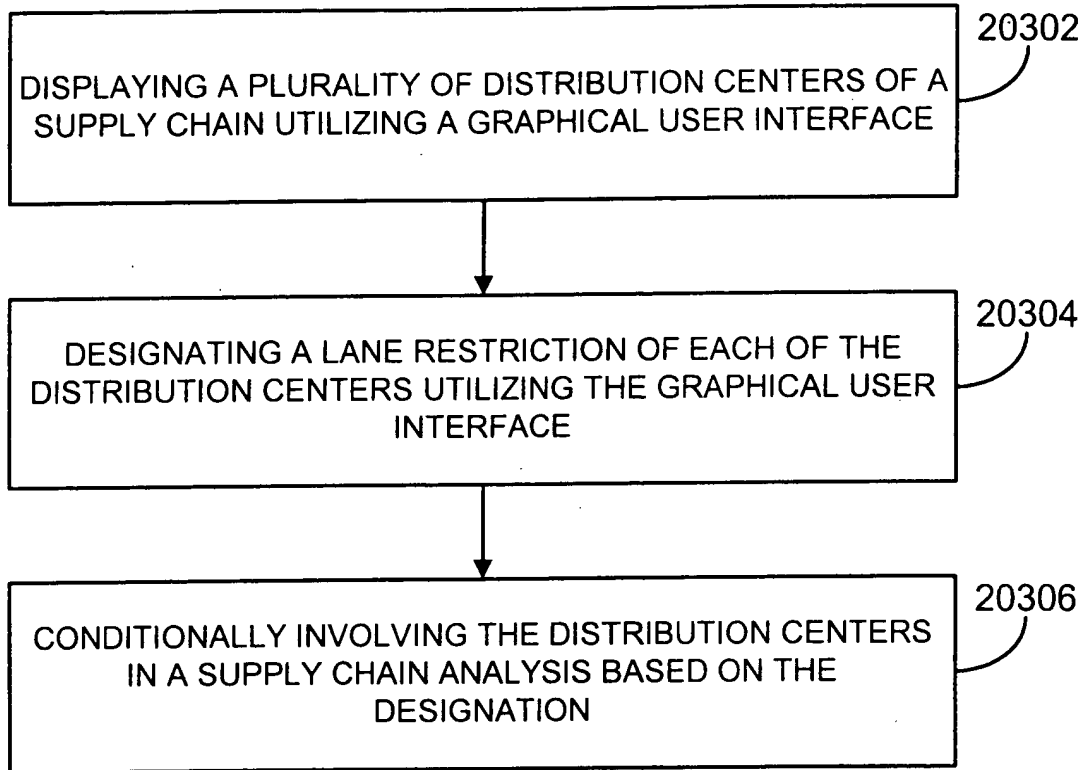 20302
DISPLAYING A PLURALITY OF DISTRIBUTION CENTERS OF A
SUPPLY CHAIN UTILIZING A GRAPHICAL USER INTERFACE
20304
DESIGNATING A LANE RESTRICTION OF EACH OF THE
DISTRIBUTION CENTERS UTILIZING THE GRAPHICAL USER
INTERFACE
20306
CONDITIONALLY INVOLVING THE DISTRIBUTION CENTERS
IN A SUPPLY CHAIN ANALYSIS BASED ON THE
DESIGNATION